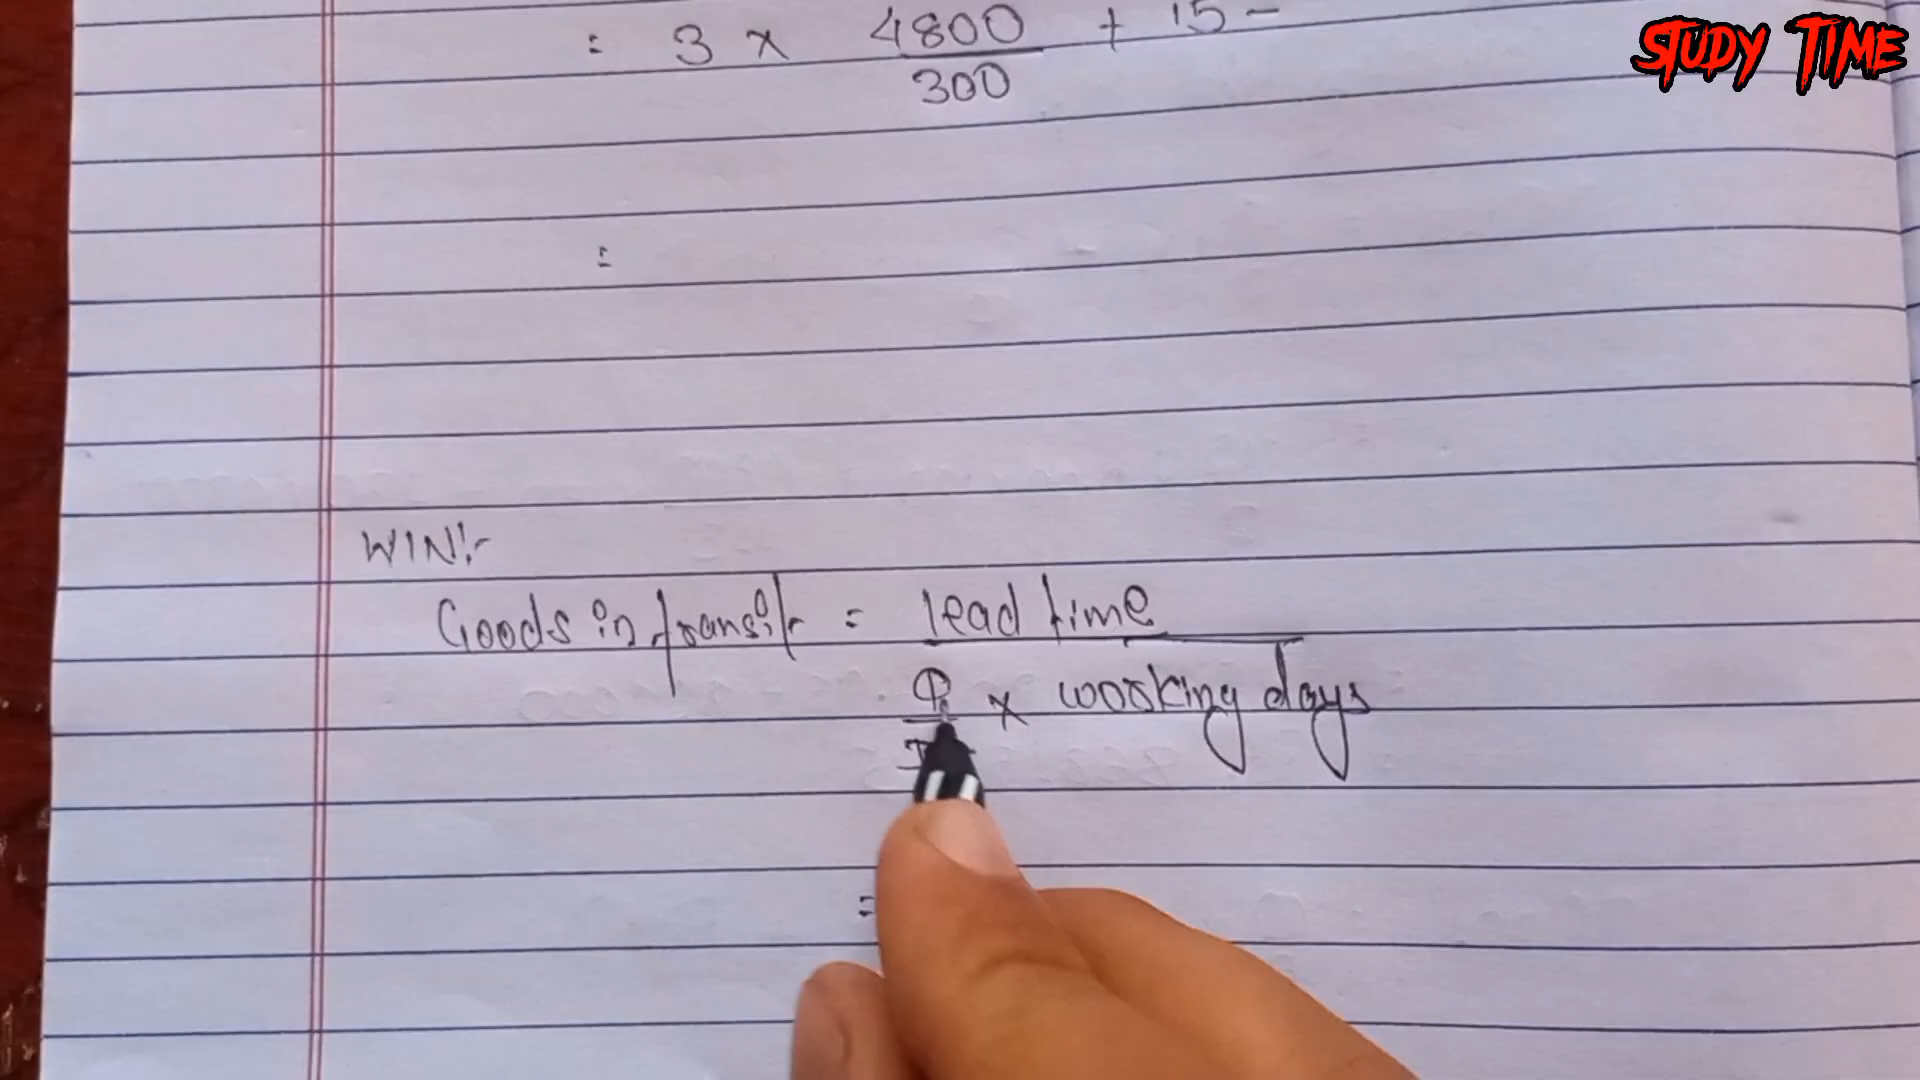 STUDY TIME
= 3 × 4800/300 + 15 -
=
WIN:-
Goods in transit = lead time
Q/ × working days
=